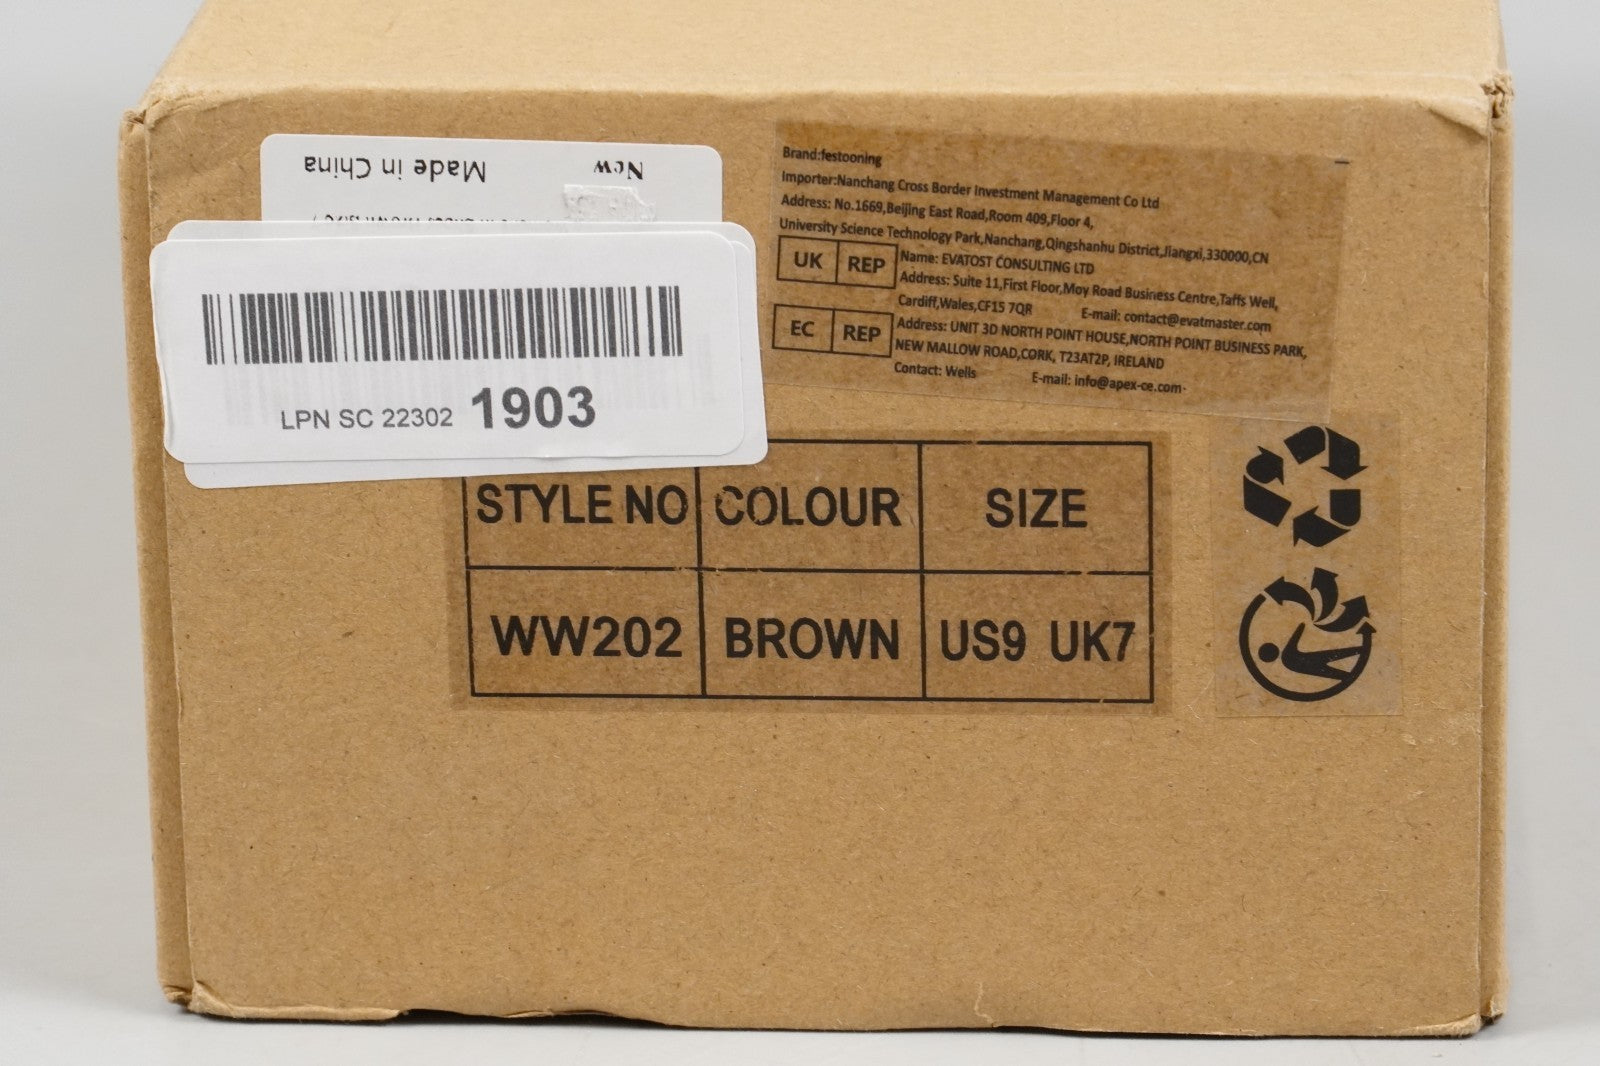 New Made in China
LPN SC 22302 1903
Brand:festooning
Importer:Nanchang Cross Border Investment Management Co Ltd
Address: No.1669,Beijing East Road,Room 409,Floor 4,
University Science Technology Park,Nanchang,Qingshanhu District,Jiangxi,330000,CN
UK REP Name: EVATOST CONSULTING LTD
Address: Suite 11,First Floor,Moy Road Business Centre,Taffs Well,
Cardiff,Wales,CF15 7QR E-mail: contact@evatmaster.com
EC REP Address: UNIT 3D NORTH POINT HOUSE,NORTH POINT BUSINESS PARK,
NEW MALLOW ROAD,CORK, T23AT2P, IRELAND
Contact: Wells E-mail: info@apex-ce.com
STYLE NO COLOUR SIZE
WW202 BROWN US9 UK7